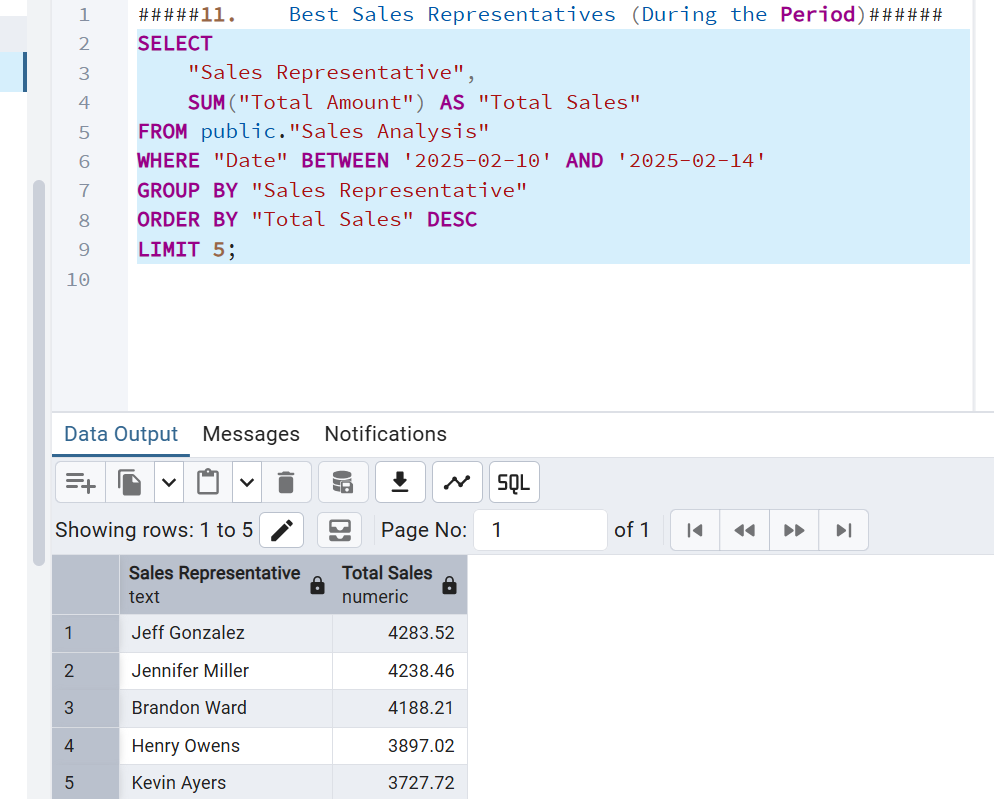 1 #####11.    Best Sales Representatives (During the Period)######
2 SELECT
3     "Sales Representative",
4     SUM("Total Amount") AS "Total Sales"
5 FROM public."Sales Analysis"
6 WHERE "Date" BETWEEN '2025-02-10' AND '2025-02-14'
7 GROUP BY "Sales Representative"
8 ORDER BY "Total Sales" DESC
9 LIMIT 5;
10
Data Output Messages Notifications
SQL
Showing rows: 1 to 5 Page No: 1 of 1
Sales Representative Total Sales
text numeric
1 Jeff Gonzalez 4283.52
2 Jennifer Miller 4238.46
3 Brandon Ward 4188.21
4 Henry Owens 3897.02
5 Kevin Ayers 3727.72